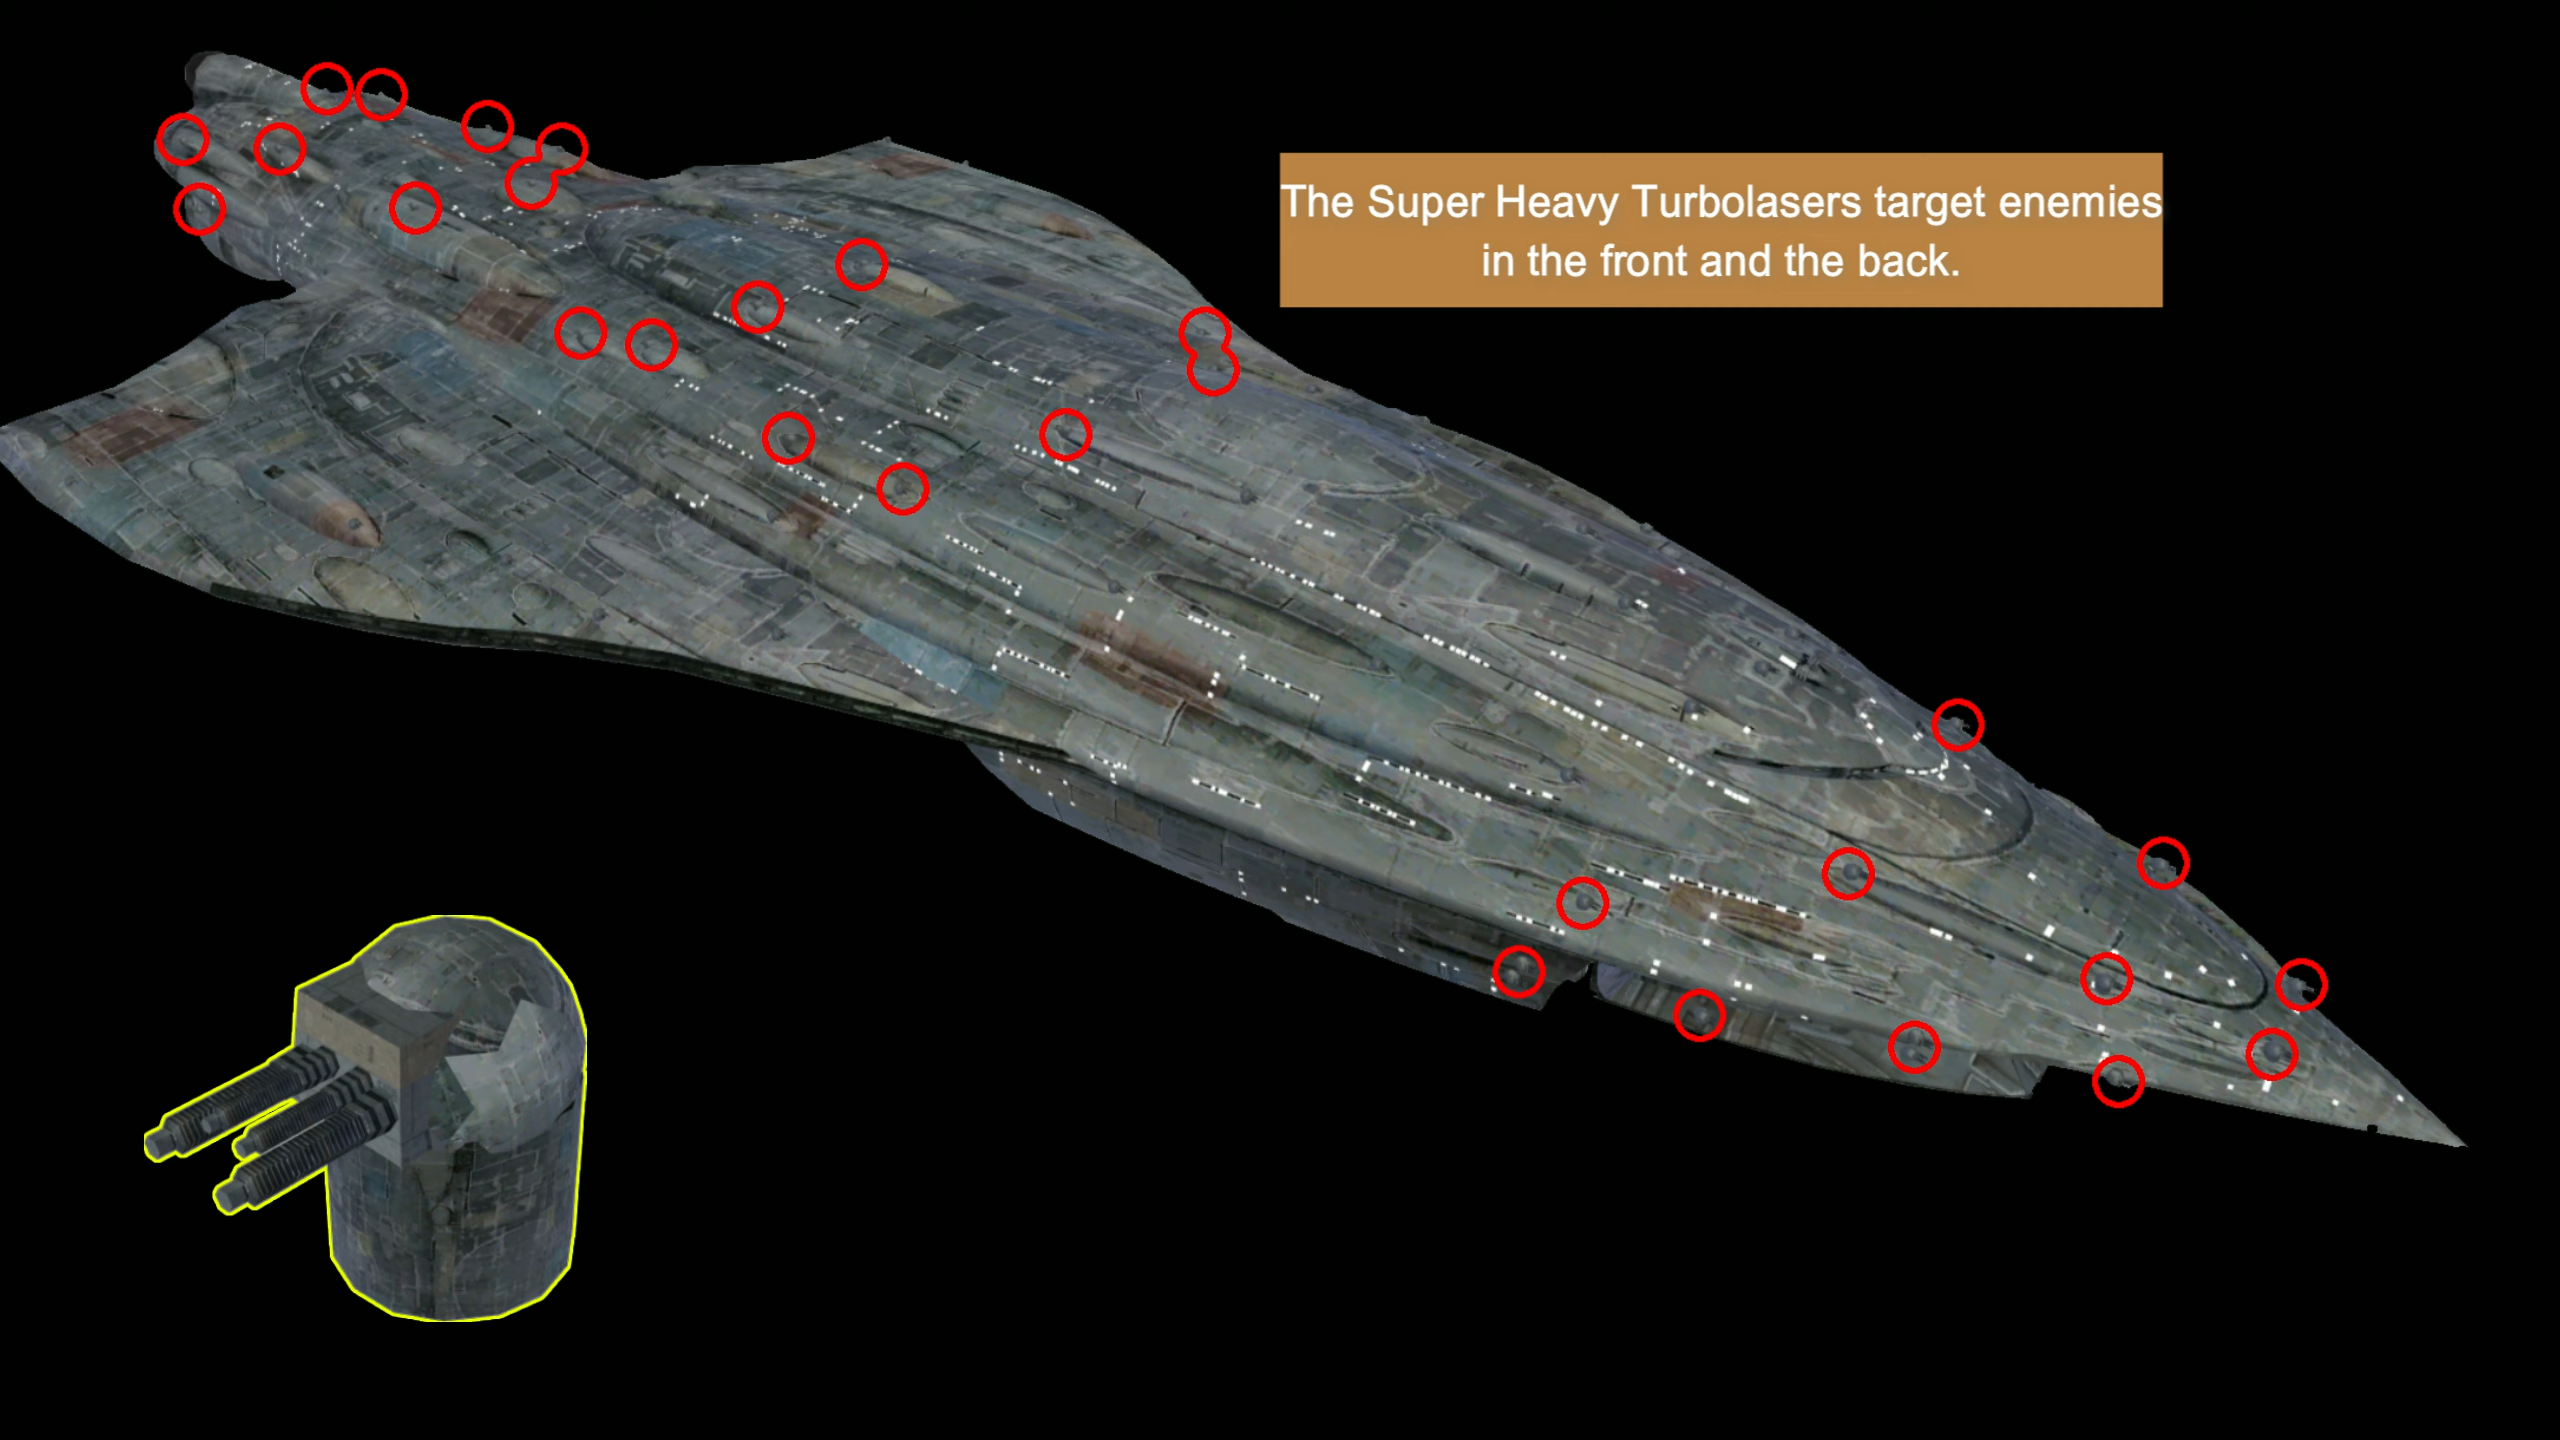 The Super Heavy Turbolasers target enemies
in the front and the back.